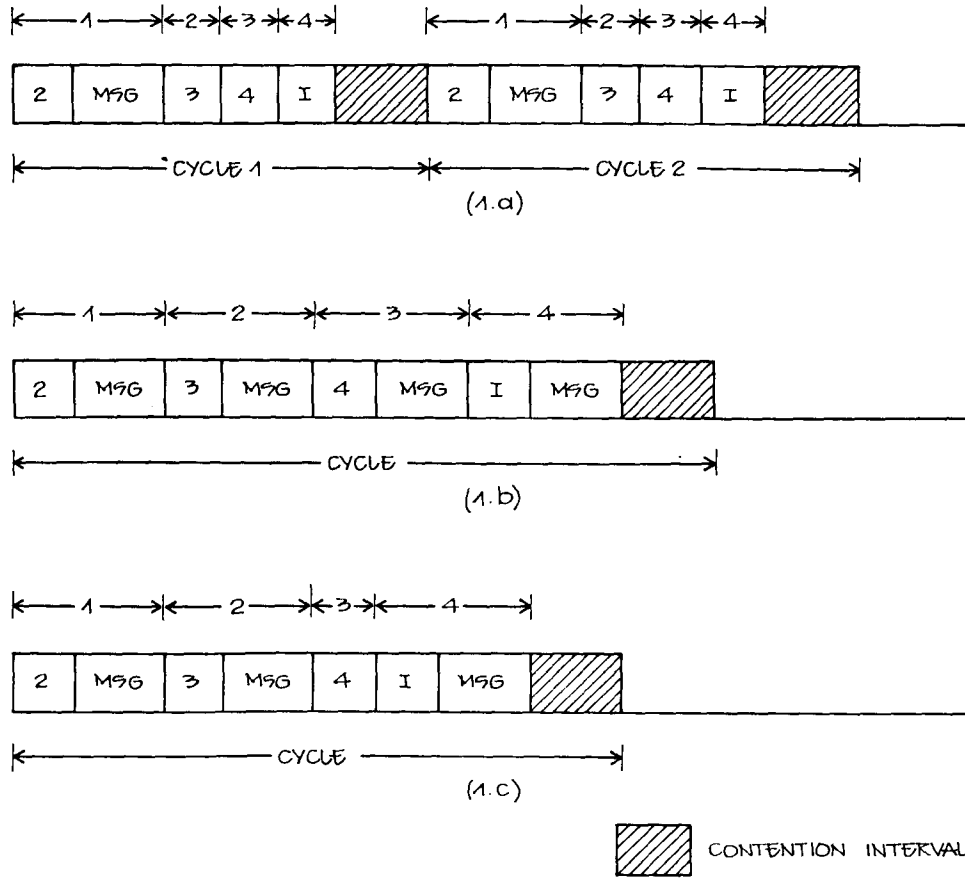 1 2 3 4 1 2 3 4
2 MSG 3 4 I 2 MSG 3 4 I
CYCLE 1 CYCLE 2
(1.a)
1 2 3 4
2 MSG 3 MSG 4 MSG I MSG
CYCLE
(1.b)
1 2 3 4
2 MSG 3 MSG 4 I MSG
CYCLE
(1.c)
CONTENTION INTERVAL